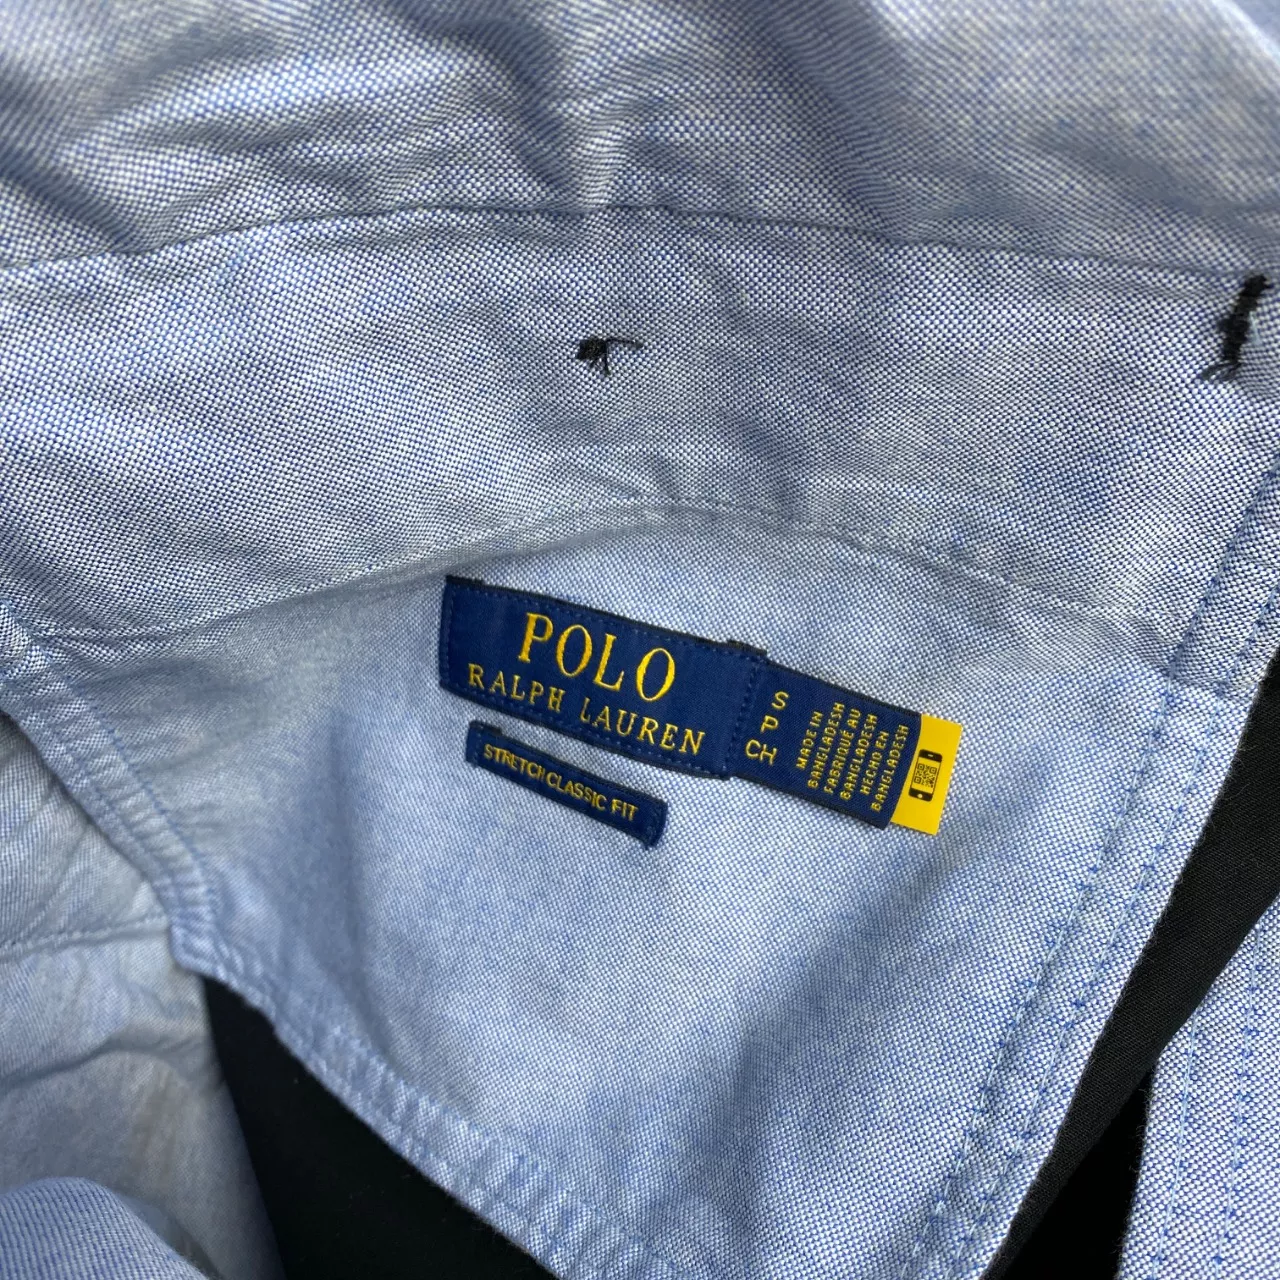 POLO
RALPH LAUREN
STRETCH CLASSIC FIT
S
P
CH
MADE IN
BANGLADESH
FABRIQUÉ AU
BANGLADESH
HECHO EN
BANGLADESH